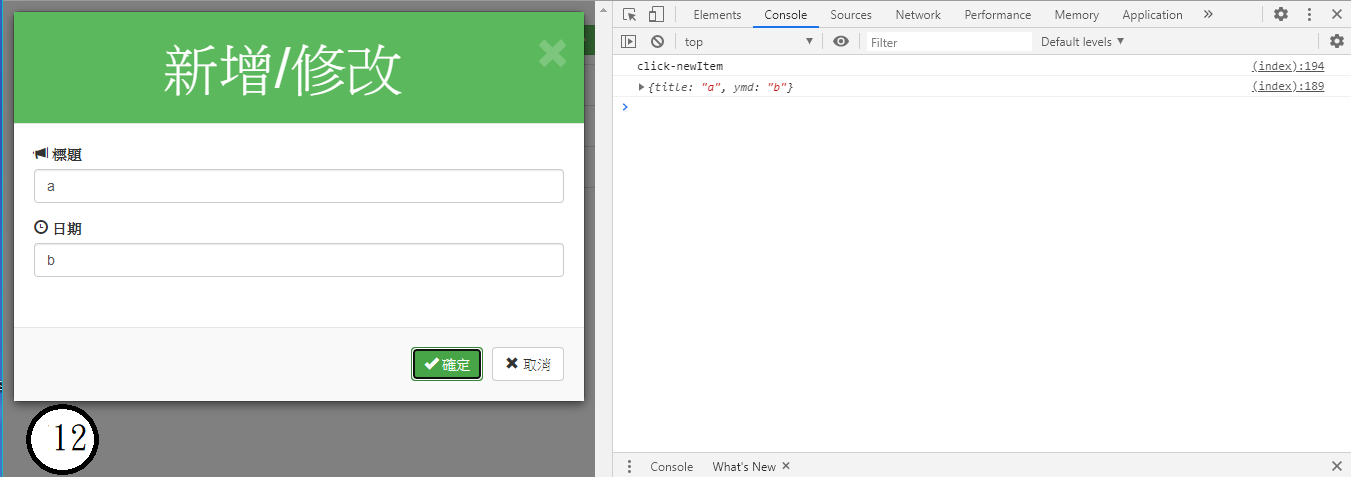 新增/修改
標題
a
日期
b
確定 取消
12
Elements Console Sources Network Performance Memory Application
top Filter Default levels
click-newItem (index):194
{title: "a", ymd: "b"} (index):189
Console What's New